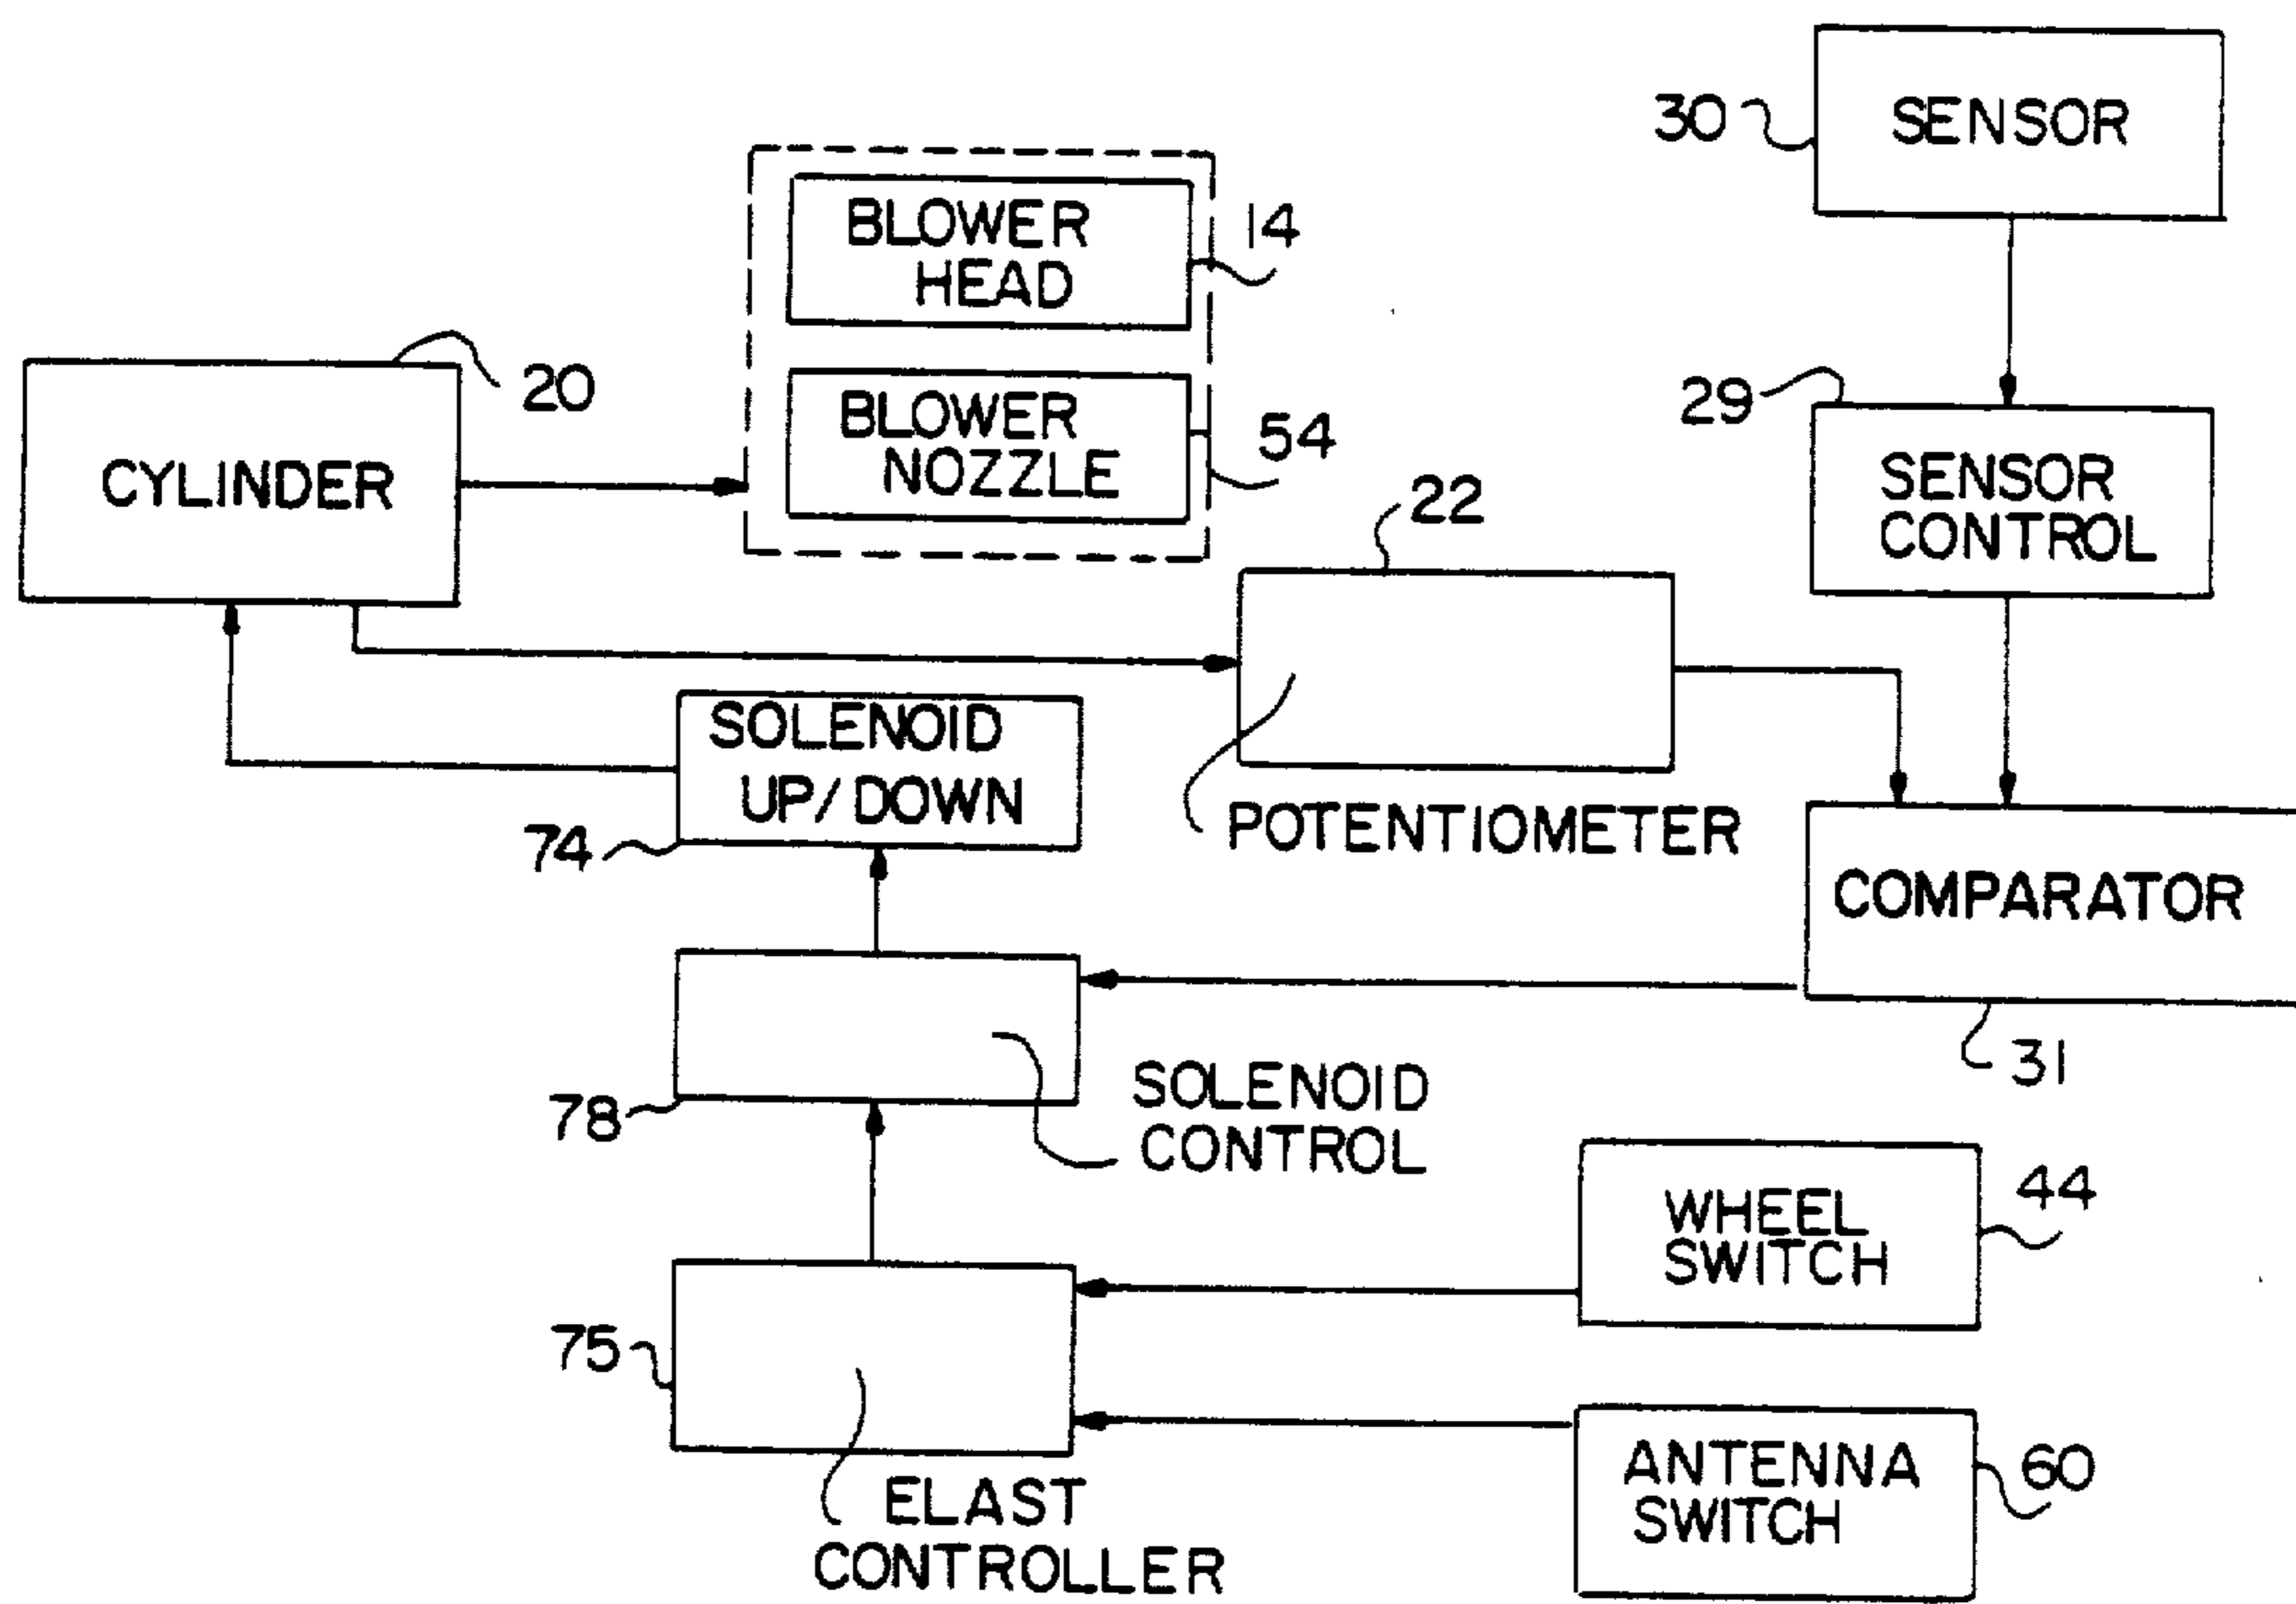 30
SENSOR
BLOWER
HEAD
14
20
CYLINDER
BLOWER
NOZZLE
54
29
SENSOR
CONTROL
22
SOLENOID
UP/DOWN
74
POTENTIOMETER
COMPARATOR
31
78
SOLENOID
CONTROL
WHEEL
SWITCH
44
75
ELAST
CONTROLLER
ANTENNA
SWITCH
60